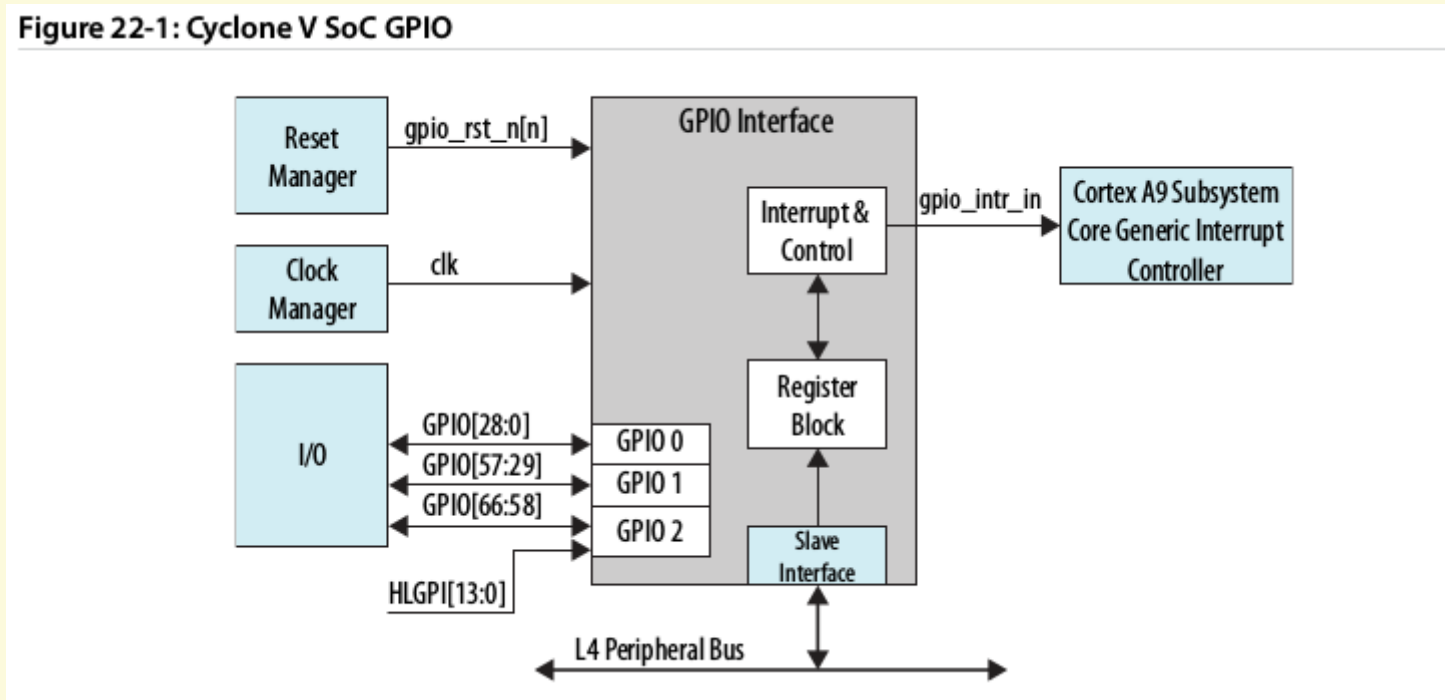 Figure 22-1: Cyclone V SoC GPIO
Reset
Manager
gpio_rst_n[n]
GPIO Interface
Clock
Manager
clk
Interrupt &
Control
gpio_intr_in
Cortex A9 Subsystem
Core Generic Interrupt
Controller
Register
Block
I/O
GPIO[28:0]
GPIO 0
GPIO[57:29]
GPIO 1
GPIO[66:58]
GPIO 2
HLGPI[13:0]
Slave
Interface
L4 Peripheral Bus